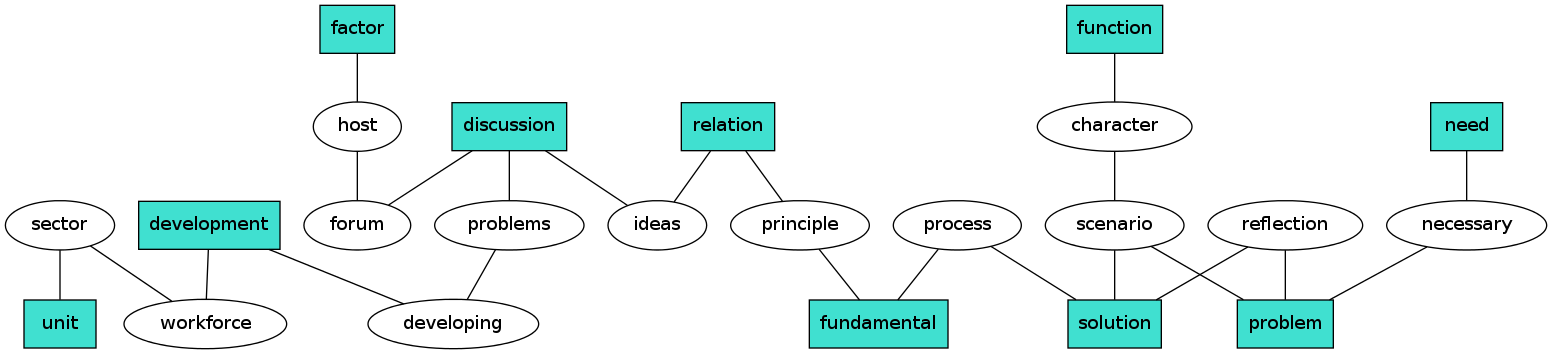 factor
function
host
discussion
relation
character
need
sector
development
forum
problems
ideas
principle
process
scenario
reflection
necessary
unit
workforce
developing
fundamental
solution
problem